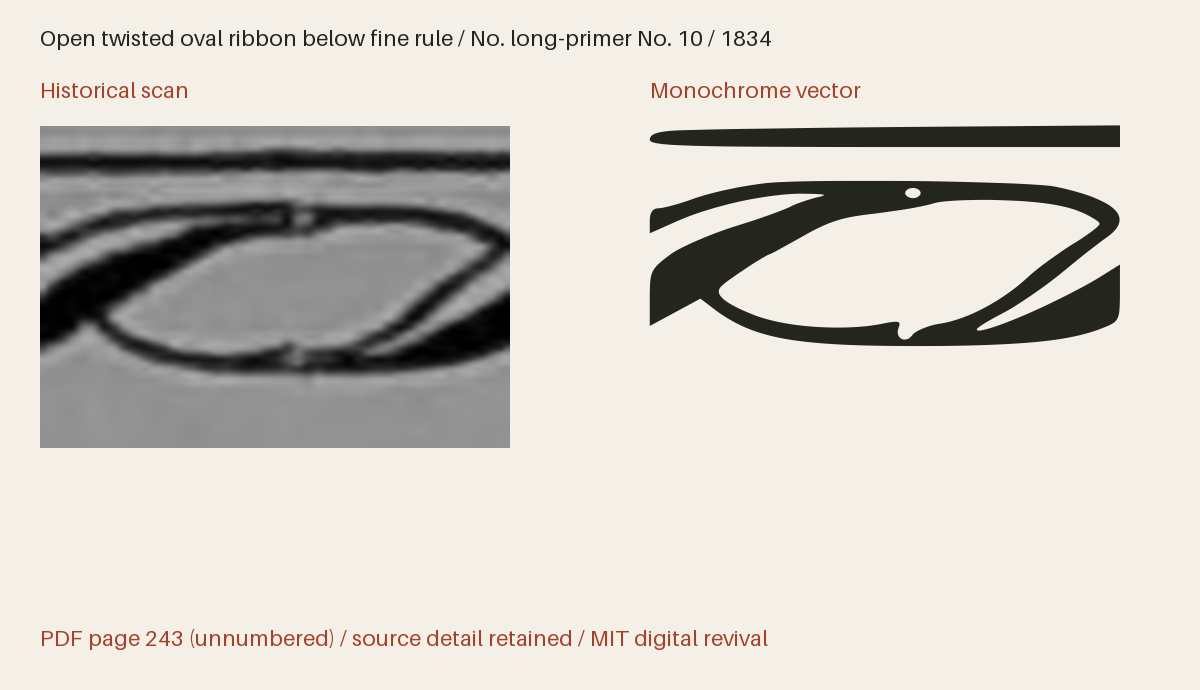 Open twisted oval ribbon below fine rule / No. long-primer No. 10 / 1834
Historical scan
Monochrome vector
PDF page 243 (unnumbered) / source detail retained / MIT digital revival